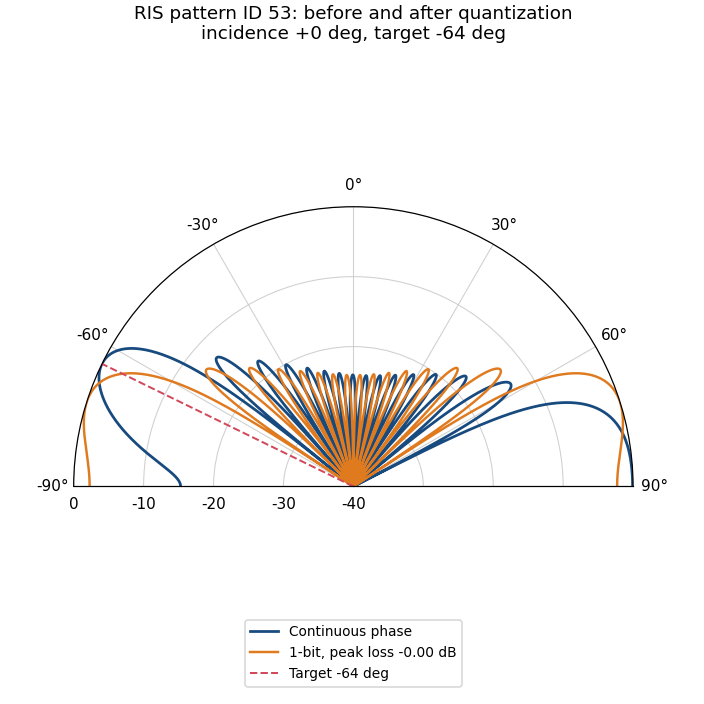 RIS pattern ID 53: before and after quantization
incidence +0 deg, target -64 deg
0°
-30°
30°
-60°
60°
-90°
90°
0
-10
-20
-30
-40
Continuous phase
1-bit, peak loss -0.00 dB
Target -64 deg